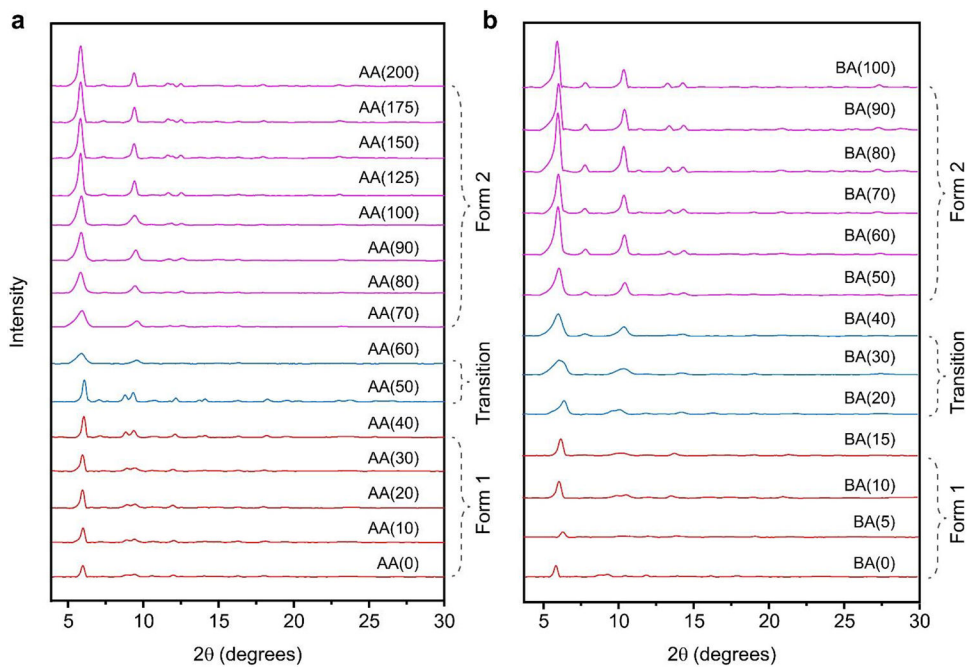 a
AA(200)
AA(175)
AA(150)
AA(125)
AA(100)
AA(90)
AA(80)
AA(70)
AA(60)
AA(50)
AA(40)
AA(30)
AA(20)
AA(10)
AA(0)
Form 2
Transition
Form 1
Intensity
5 10 15 20 25 30
2θ (degrees)
b
BA(100)
BA(90)
BA(80)
BA(70)
BA(60)
BA(50)
BA(40)
BA(30)
BA(20)
BA(15)
BA(10)
BA(5)
BA(0)
Form 2
Transition
Form 1
5 10 15 20 25 30
2θ (degrees)